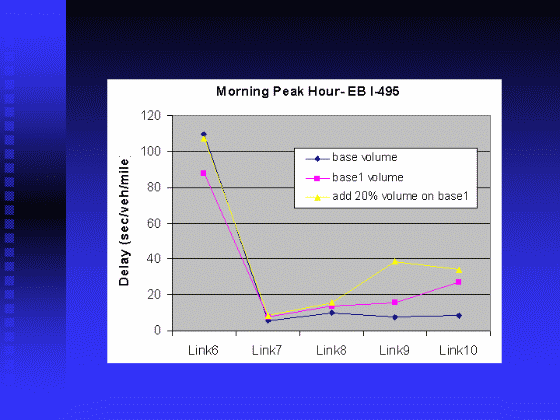 Morning Peak Hour- EB I-495
Delay (sec/veh/mile)
120
100
80
60
40
20
0
base volume
base1 volume
add 20% volume on base1
Link6 Link7 Link8 Link9 Link10